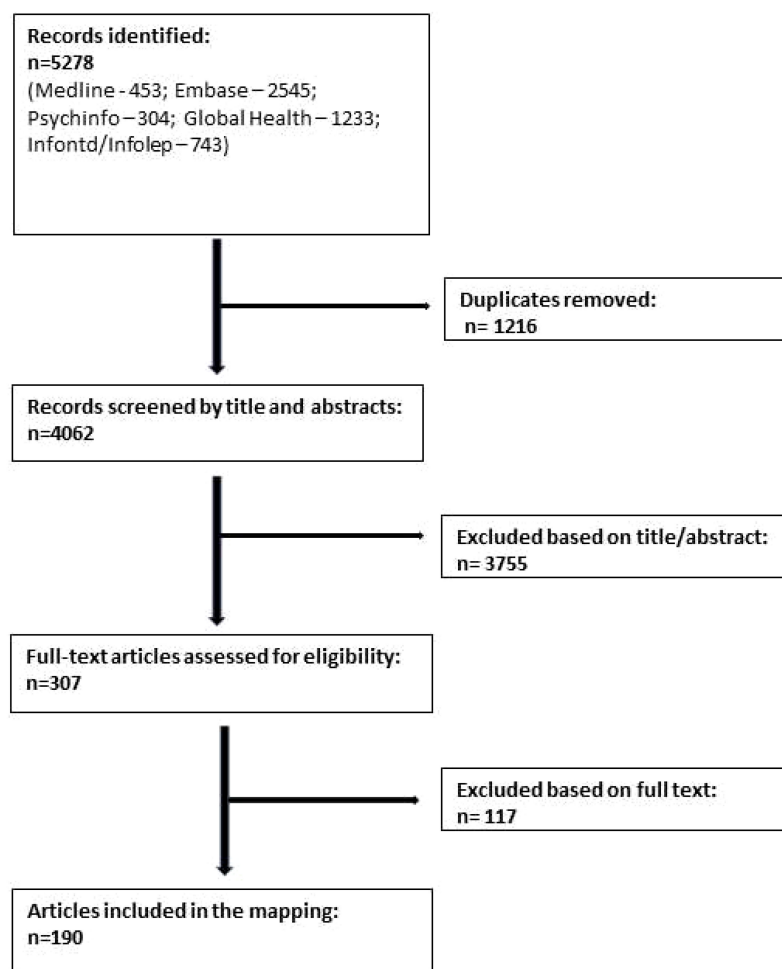 Records identified:
n=5278
(Medline - 453; Embase – 2545;
Psychinfo – 304; Global Health – 1233;
Infontd/Infolep – 743)
Duplicates removed:
n= 1216
Records screened by title and abstracts:
n=4062
Excluded based on title/abstract:
n= 3755
Full-text articles assessed for eligibility:
n=307
Excluded based on full text:
n= 117
Articles included in the mapping:
n=190